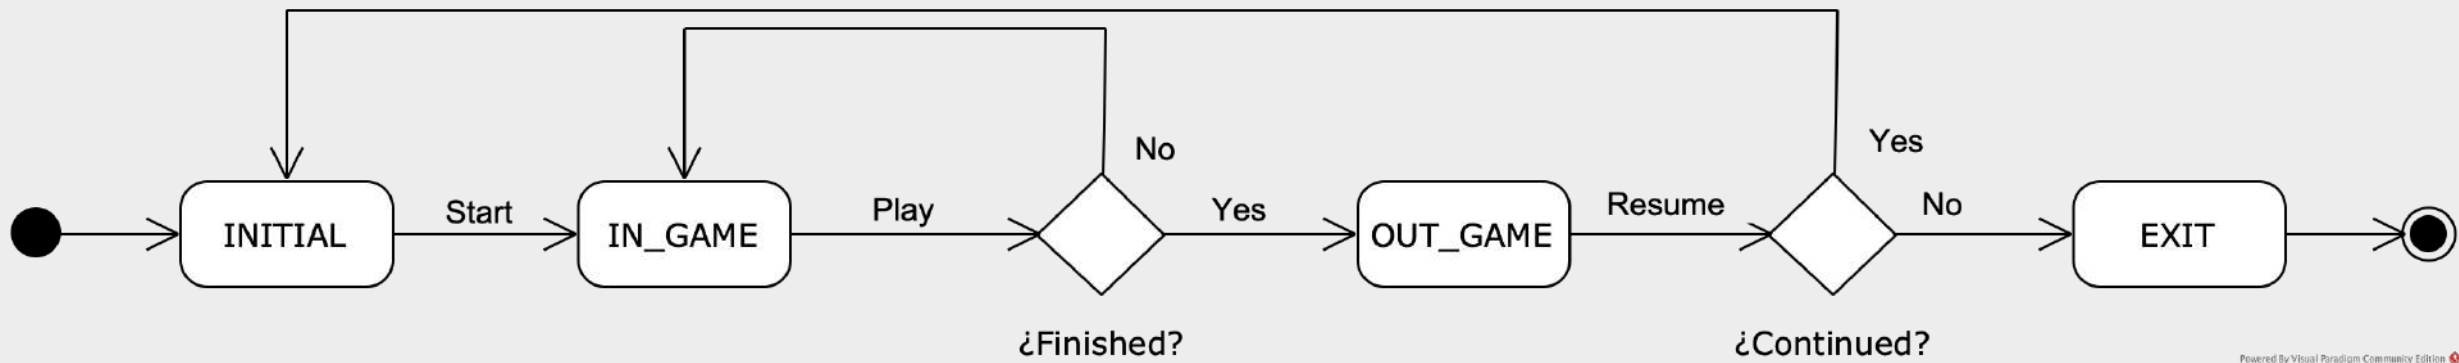 No
Yes
INITIAL
Start
IN_GAME
Play
Yes
OUT_GAME
Resume
No
EXIT
¿Finished?
¿Continued?
Powered By Visual Paradigm Community Edition